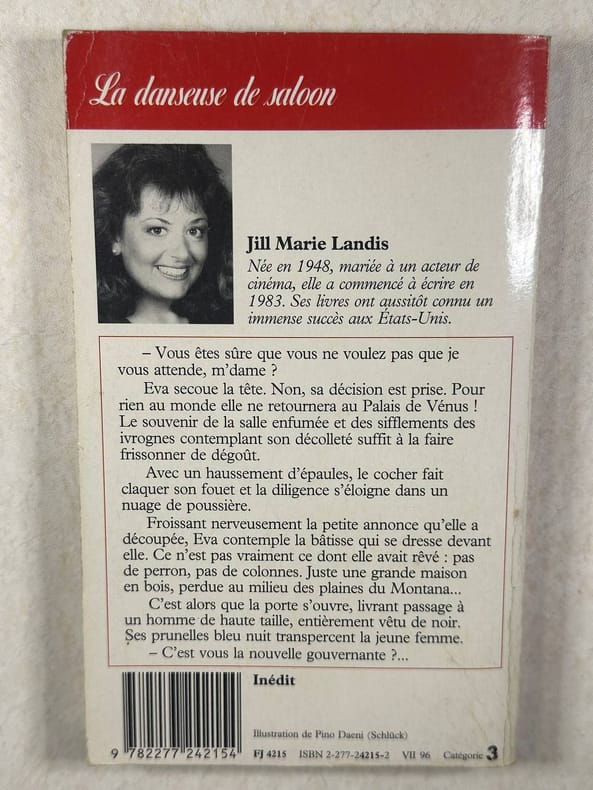 La danseuse de saloon
Jill Marie Landis
Née en 1948, mariée à un acteur de
cinéma, elle a commencé à écrire en
1983. Ses livres ont aussitôt connu un
immense succès aux États-Unis.
– Vous êtes sûre que vous ne voulez pas que je
vous attende, m'dame ?
Eva secoue la tête. Non, sa décision est prise. Pour
rien au monde elle ne retournera au Palais de Vénus !
Le souvenir de la salle enfumée et des sifflements des
ivrognes contemplant son décolleté suffit à la faire
frissonner de dégoût.
Avec un haussement d'épaules, le cocher fait
claquer son fouet et la diligence s'éloigne dans un
nuage de poussière.
Froissant nerveusement la petite annonce qu'elle a
découpée, Eva contemple la bâtisse qui se dresse devant
elle. Ce n'est pas vraiment ce dont elle avait rêvé : pas
de perron, pas de colonnes. Juste une grande maison
en bois, perdue au milieu des plaines du Montana...
C'est alors que la porte s'ouvre, livrant passage à
un homme de haute taille, entièrement vêtu de noir.
Ses prunelles bleu nuit transpercent la jeune femme.
– C'est vous la nouvelle gouvernante ?...
Inédit
Illustration de Pino Daeni (Schlück)
9 782277 242154 FJ 4215 ISBN 2-277-24215-2 VII 96 Catégorie 3